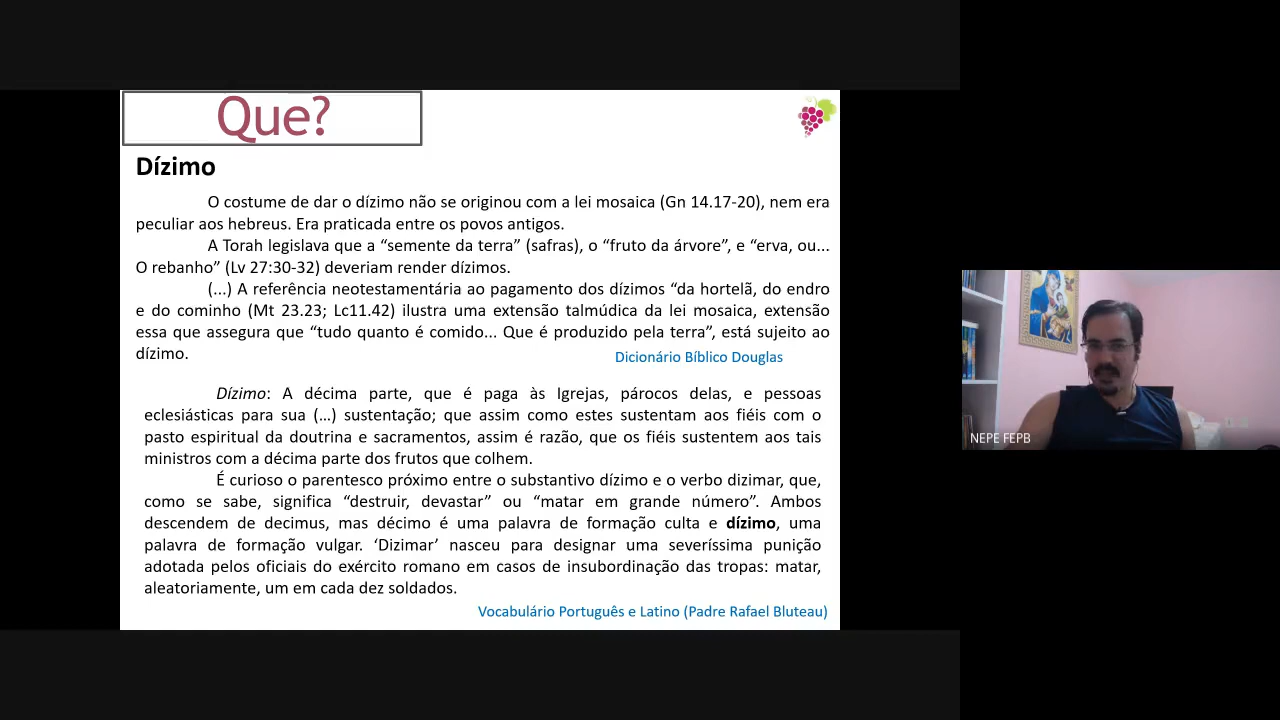 Que?
Dízimo
O costume de dar o dízimo não se originou com a lei mosaica (Gn 14.17-20), nem era
peculiar aos hebreus. Era praticada entre os povos antigos.
A Torah legislava que a “semente da terra” (safras), o “fruto da árvore”, e “erva, ou...
O rebanho” (Lv 27:30-32) deveriam render dízimos.
(...) A referência neotestamentária ao pagamento dos dízimos “da hortelã, do endro
e do cominho (Mt 23.23; Lc11.42) ilustra uma extensão talmúdica da lei mosaica, extensão
essa que assegura que “tudo quanto é comido... Que é produzido pela terra”, está sujeito ao
dízimo.
Dicionário Bíblico Douglas
Dízimo: A décima parte, que é paga às Igrejas, párocos delas, e pessoas
eclesiásticas para sua (...) sustentação; que assim como estes sustentam aos fiéis com o
pasto espiritual da doutrina e sacramentos, assim é razão, que os fiéis sustentem aos tais
ministros com a décima parte dos frutos que colhem.
É curioso o parentesco próximo entre o substantivo dízimo e o verbo dizimar, que,
como se sabe, significa “destruir, devastar” ou “matar em grande número”. Ambos
descendem de decimus, mas décimo é uma palavra de formação culta e dízimo, uma
palavra de formação vulgar. ‘Dizimar’ nasceu para designar uma severíssima punição
adotada pelos oficiais do exército romano em casos de insubordinação das tropas: matar,
aleatoriamente, um em cada dez soldados.
Vocabulário Português e Latino (Padre Rafael Bluteau)
NEPE FEPB